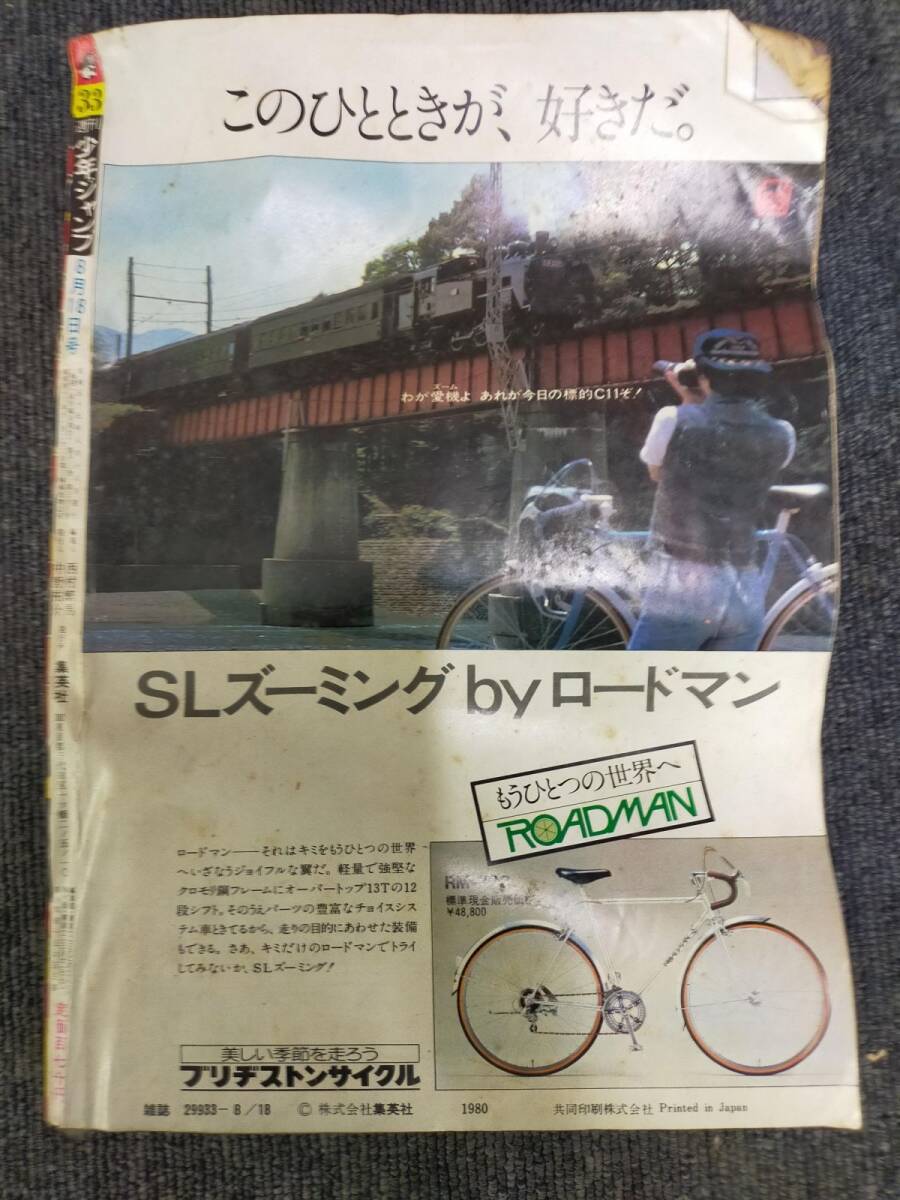 このひとときが、好きだ。
ズーム
わが愛機よ あれが今日の標的C11ぞ!
SLズーミング by ロードマン
もうひとつの世界へ
ROADMAN
ロードマン――それはキミをもうひとつの世界
へいざなうジョイフルな翼だ。軽量で強堅な
クロモリ鋼フレームにオーバートップ13Tの12
段シフト。そのうえパーツの豊富なチョイスシス
テム車ときてるから、走りの目的にあわせた装備
もできる。さあ、キミだけのロードマンでトライ
してみないか、SLズーミング!
標準現金販売価格
¥48,800
美しい季節を走ろう
ブリヂストンサイクル
雑誌 29933-8/18 © 株式会社集英社 1980 共同印刷株式会社 Printed in Japan
33
週刊
少年ジャンプ
8月18日号
集英社